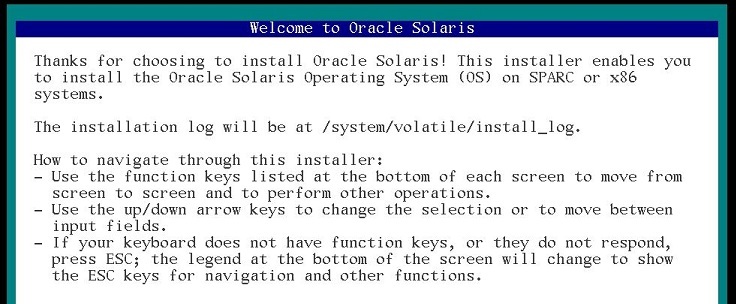 Welcome to Oracle Solaris
Thanks for choosing to install Oracle Solaris! This installer enables you
to install the Oracle Solaris Operating System (OS) on SPARC or x86
systems.
The installation log will be at /system/volatile/install_log.
How to navigate through this installer:
- Use the function keys listed at the bottom of each screen to move from
screen to screen and to perform other operations.
- Use the up/down arrow keys to change the selection or to move between
input fields.
- If your keyboard does not have function keys, or they do not respond,
press ESC; the legend at the bottom of the screen will change to show
the ESC keys for navigation and other functions.